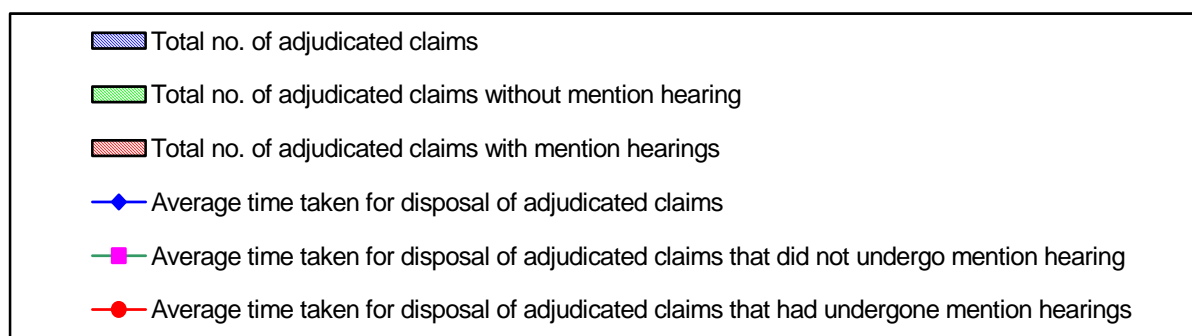 Total no. of adjudicated claims
Total no. of adjudicated claims without mention hearing
Total no. of adjudicated claims with mention hearings
Average time taken for disposal of adjudicated claims
Average time taken for disposal of adjudicated claims that did not undergo mention hearing
Average time taken for disposal of adjudicated claims that had undergone mention hearings